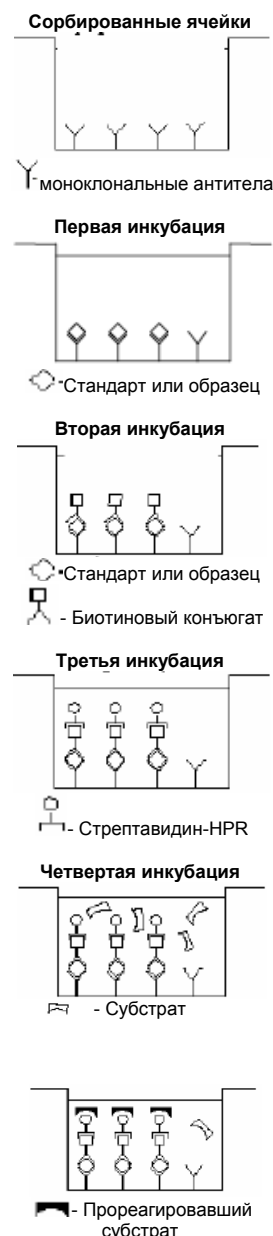 Сорбированные ячейки
-моноклональные антитела
Первая инкубация
-Стандарт или образец
Вторая инкубация
-Стандарт или образец
- Биотиновый конъюгат
Третья инкубация
- Стрептавидин-HPR
Четвертая инкубация
- Субстрат
- Прореагировавший
субстрат